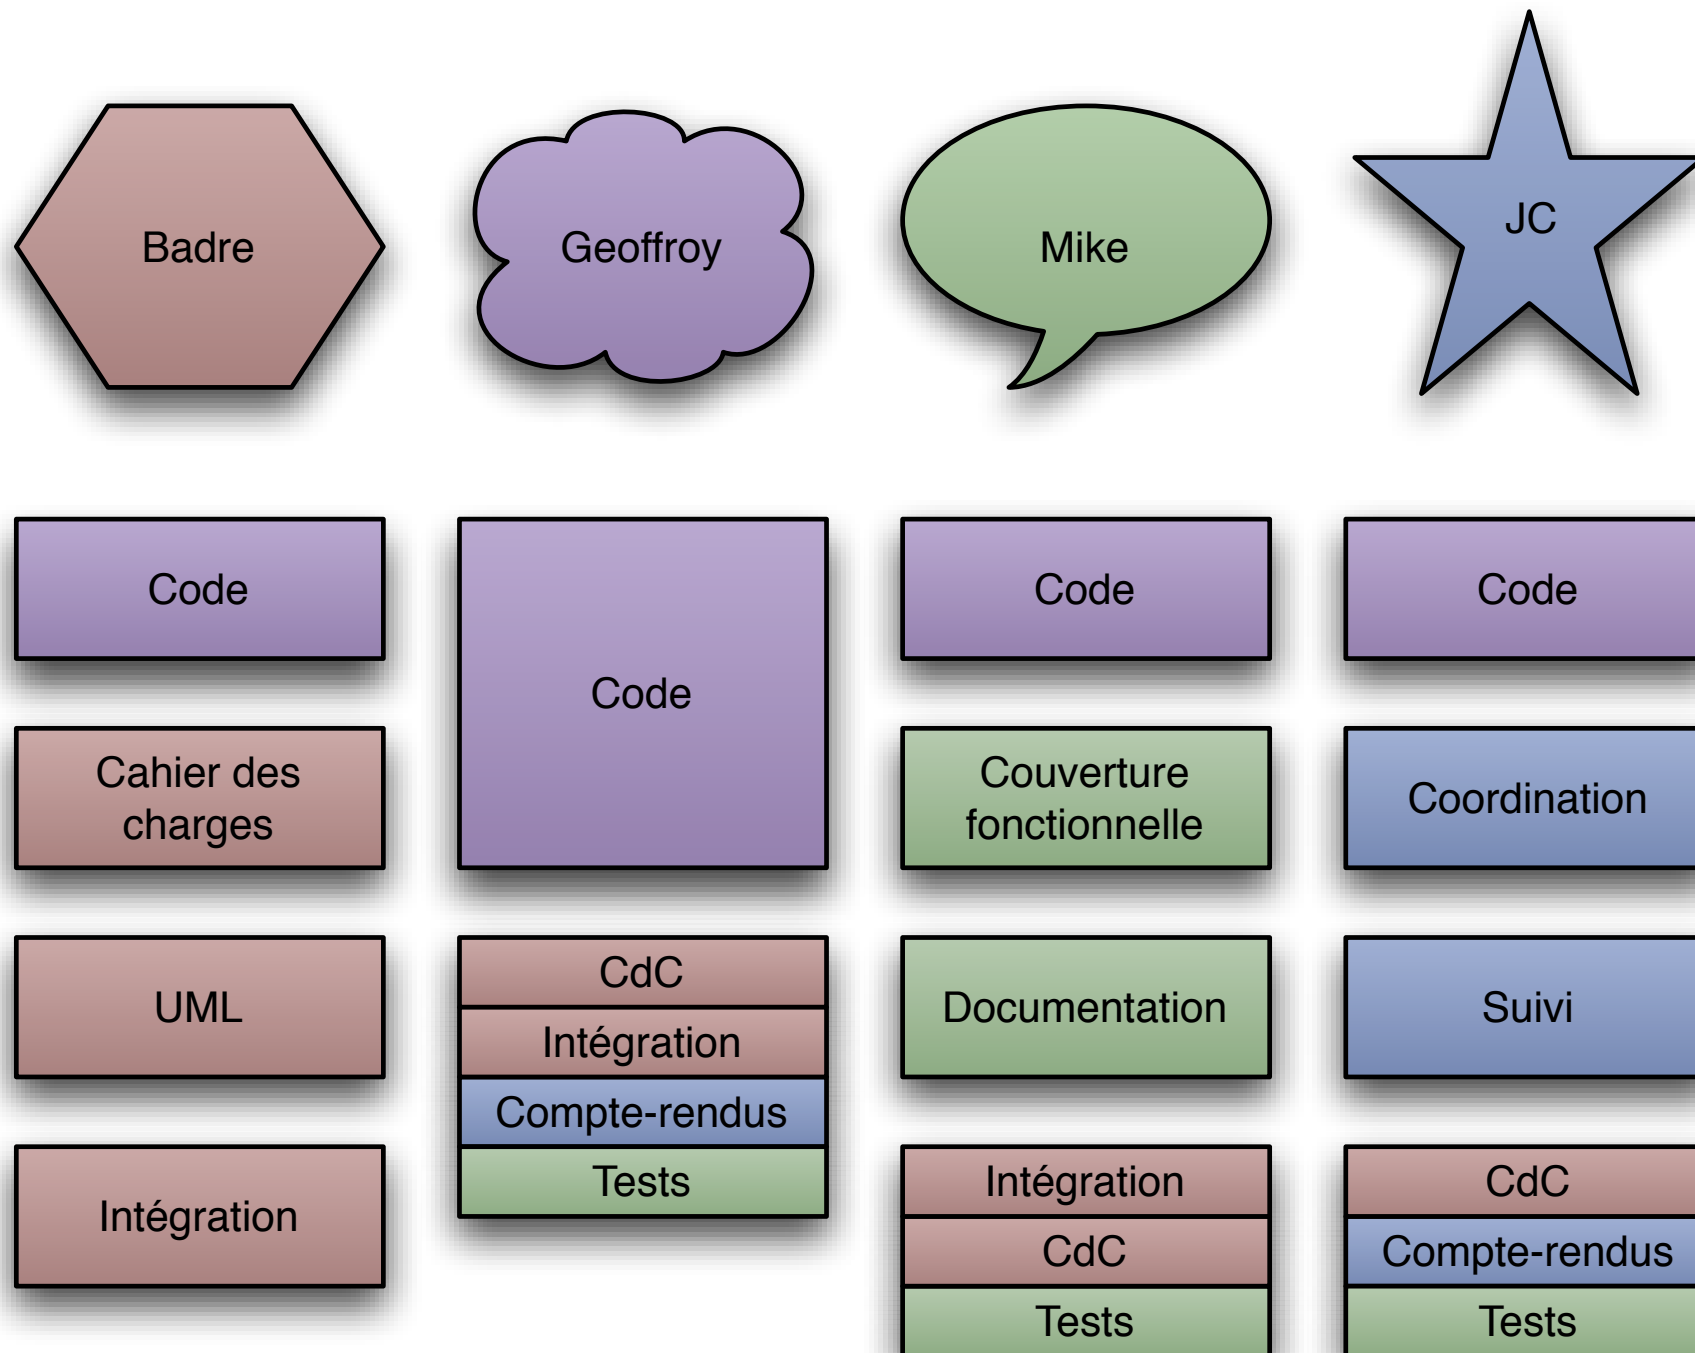 Badre
Geoffroy
Mike
JC
Code
Code
Code
Code
Cahier des
charges
Couverture
fonctionnelle
Coordination
UML
CdC
Intégration
Compte-rendus
Tests
Documentation
Suivi
Intégration
Intégration
CdC
Tests
CdC
Compte-rendus
Tests